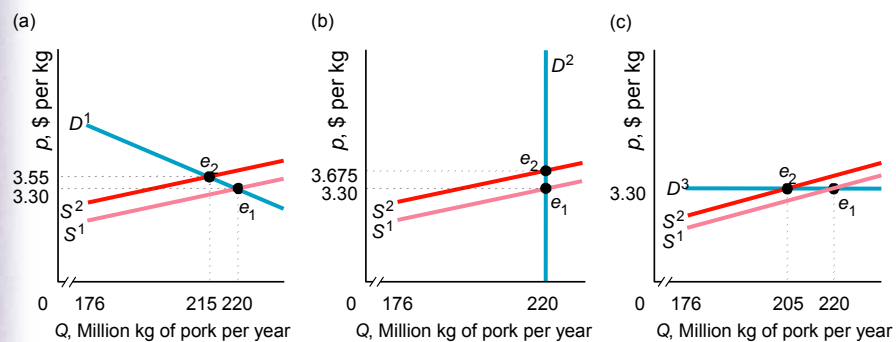 (a)
p, $ per kg
D1
e2
3.55
3.30
e1
S2
S1
0
176
215
220
Q, Million kg of pork per year
(b)
p, $ per kg
D2
e2
3.675
3.30
e1
S2
S1
0
176
220
Q, Million kg of pork per year
(c)
p, $ per kg
3.30
D3
e2
e1
S2
S1
0
176
205
220
Q, Million kg of pork per year